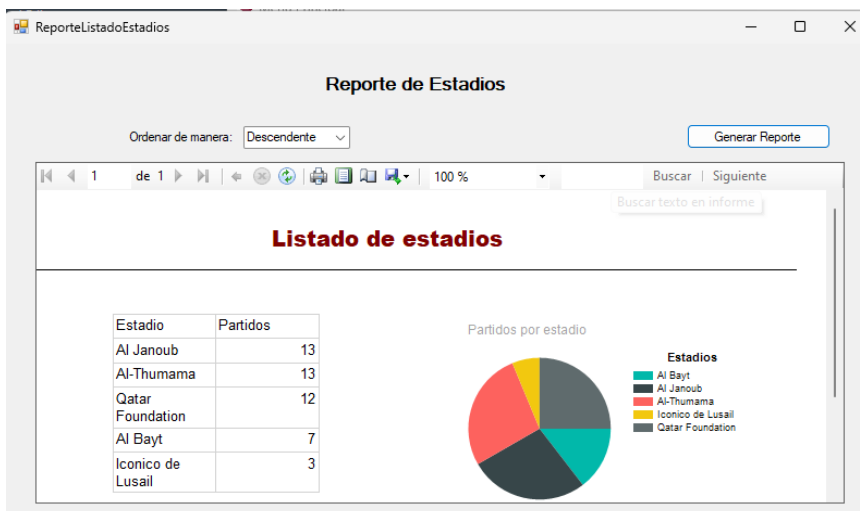 ReporteListadoEstadios
Reporte de Estadios
Ordenar de manera: Descendente
Generar Reporte
1 de 1 100 % Buscar | Siguiente
Buscar texto en informe
Listado de estadios
Estadio Partidos
Al Janoub 13
Al-Thumama 13
Qatar 12
Foundation
Al Bayt 7
Iconico de 3
Lusail
Partidos por estadio
Estadios
Al Bayt
Al Janoub
Al-Thumama
Iconico de Lusail
Qatar Foundation